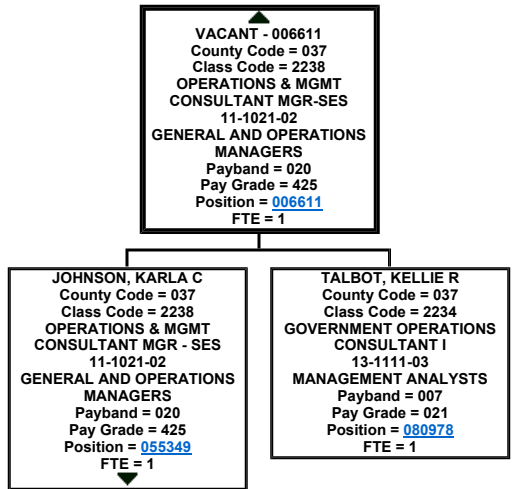 VACANT - 006611
County Code = 037
Class Code = 2238
OPERATIONS & MGMT
CONSULTANT MGR-SES
11-1021-02
GENERAL AND OPERATIONS
MANAGERS
Payband = 020
Pay Grade = 425
Position = 006611
FTE = 1
JOHNSON, KARLA C
County Code = 037
Class Code = 2238
OPERATIONS & MGMT
CONSULTANT MGR - SES
11-1021-02
GENERAL AND OPERATIONS
MANAGERS
Payband = 020
Pay Grade = 425
Position = 055349
FTE = 1
TALBOT, KELLIE R
County Code = 037
Class Code = 2234
GOVERNMENT OPERATIONS
CONSULTANT I
13-1111-03
MANAGEMENT ANALYSTS
Payband = 007
Pay Grade = 021
Position = 080978
FTE = 1